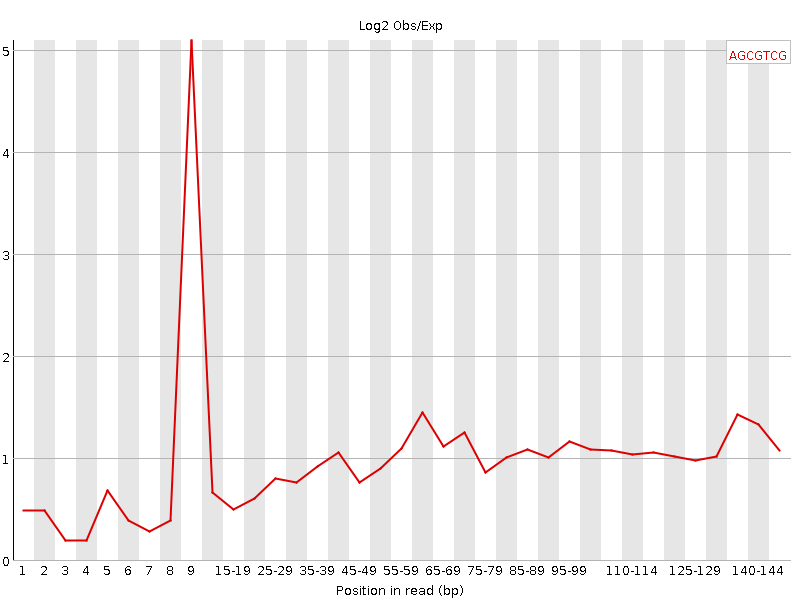 Log2 Obs/Exp
AGCGTCG
5
4
3
2
1
0
1 2 3 4 5 6 7 8 9 15-19 25-29 35-39 45-49 55-59 65-69 75-79 85-89 95-99 110-114 125-129 140-144
Position in read (bp)